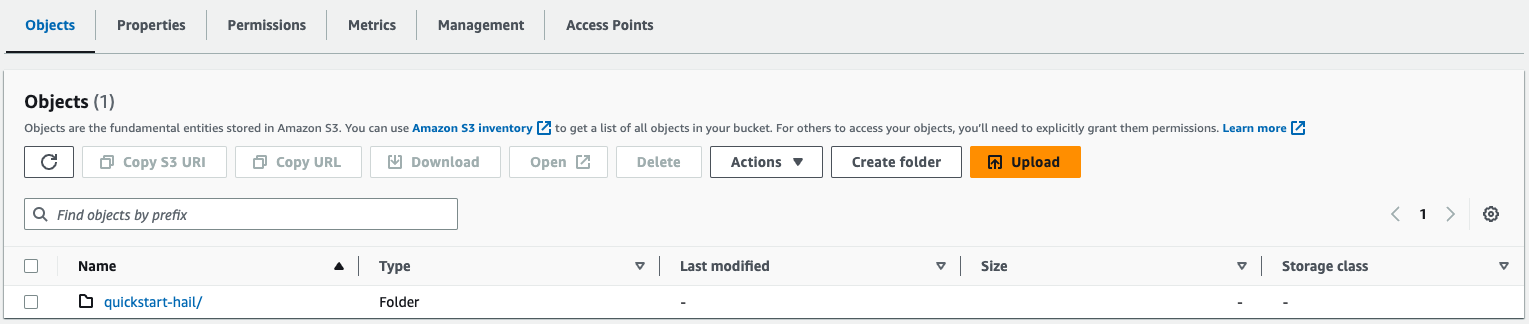 Objects Properties Permissions Metrics Management Access Points
Objects (1)
Objects are the fundamental entities stored in Amazon S3. You can use Amazon S3 inventory to get a list of all objects in your bucket. For others to access your objects, you'll need to explicitly grant them permissions. Learn more
Copy S3 URI Copy URL Download Open Delete Actions Create folder Upload
Find objects by prefix 1
Name Type Last modified Size Storage class
quickstart-hail/ Folder - - -